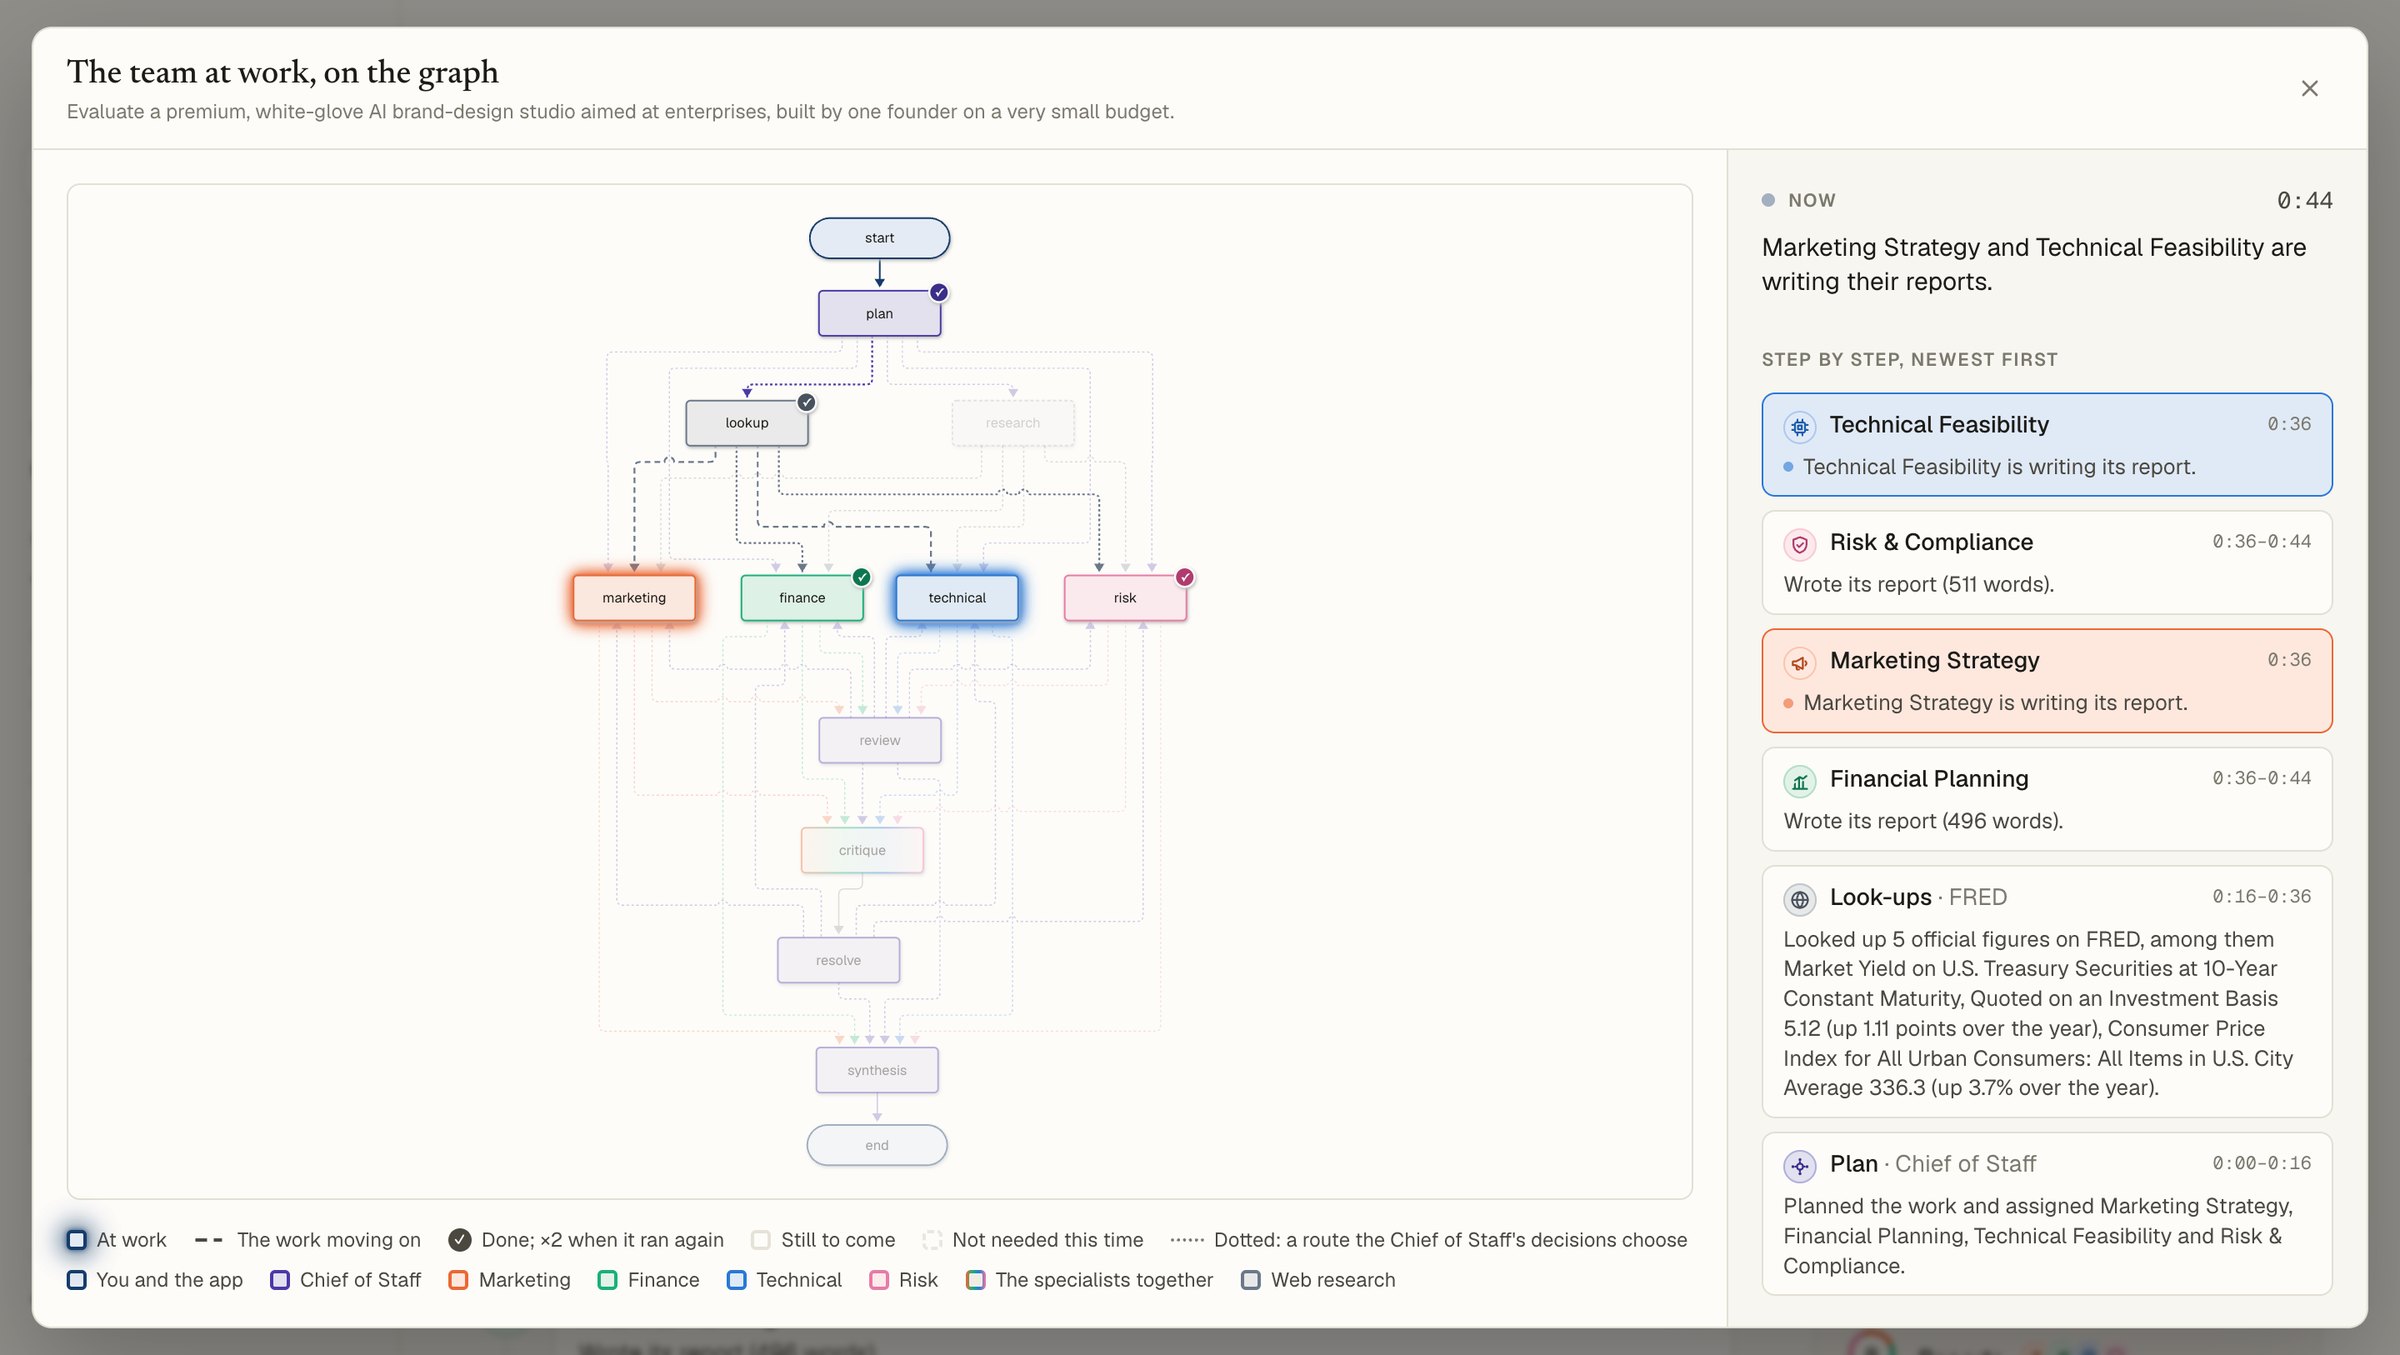 The team at work, on the graph
Evaluate a premium, white-glove AI brand-design studio aimed at enterprises, built by one founder on a very small budget.
start
plan
lookup
research
marketing
finance
technical
risk
review
critique
resolve
synthesis
end
At work
The work moving on
Done; ×2 when it ran again
Still to come
Not needed this time
Dotted: a route the Chief of Staff's decisions choose
You and the app
Chief of Staff
Marketing
Finance
Technical
Risk
The specialists together
Web research
NOW
0:44
Marketing Strategy and Technical Feasibility are
writing their reports.
STEP BY STEP, NEWEST FIRST
Technical Feasibility
0:36
Technical Feasibility is writing its report.
Risk & Compliance
0:36–0:44
Wrote its report (511 words).
Marketing Strategy
0:36
Marketing Strategy is writing its report.
Financial Planning
0:36–0:44
Wrote its report (496 words).
Look-ups · FRED
0:16–0:36
Looked up 5 official figures on FRED, among them
Market Yield on U.S. Treasury Securities at 10-Year
Constant Maturity, Quoted on an Investment Basis
5.12 (up 1.11 points over the year), Consumer Price
Index for All Urban Consumers: All Items in U.S. City
Average 336.3 (up 3.7% over the year).
Plan · Chief of Staff
0:00–0:16
Planned the work and assigned Marketing Strategy,
Financial Planning, Technical Feasibility and Risk &
Compliance.
Wrote its report (496 words).